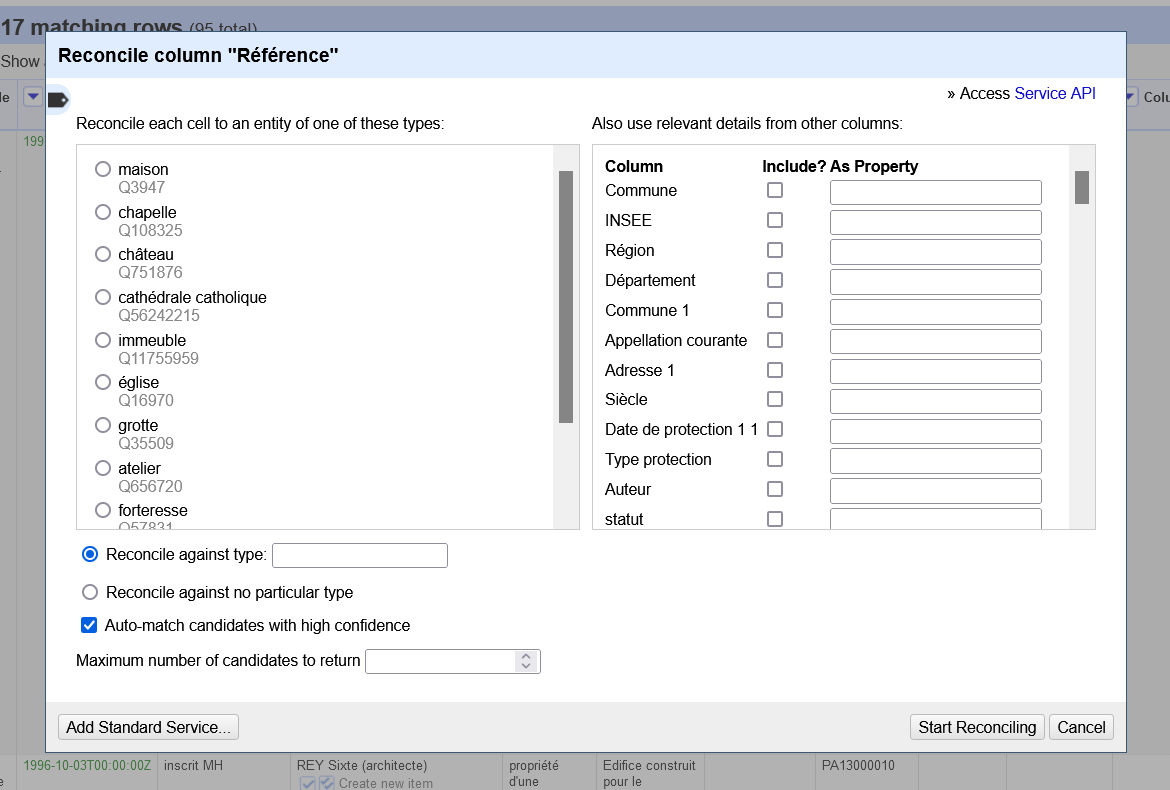 17 matching rows (95 total)
Show
Reconcile column "Référence"
» Access Service API
Colu
199
Reconcile each cell to an entity of one of these types:
maison
Q3947
chapelle
Q108325
château
Q751876
cathédrale catholique
Q56242215
immeuble
Q11755959
église
Q16970
grotte
Q35509
atelier
Q656720
forteresse
Q57831
Also use relevant details from other columns:
Column Include? As Property
Commune
INSEE
Région
Département
Commune 1
Appellation courante
Adresse 1
Siècle
Date de protection 1 1
Type protection
Auteur
statut
Reconcile against type:
Reconcile against no particular type
Auto-match candidates with high confidence
Maximum number of candidates to return
Add Standard Service...
Start Reconciling
Cancel
1996-10-03T00:00:00Z inscrit MH REY Sixte (architecte) propriété Edifice construit PA13000010
Create new item d'une pour le